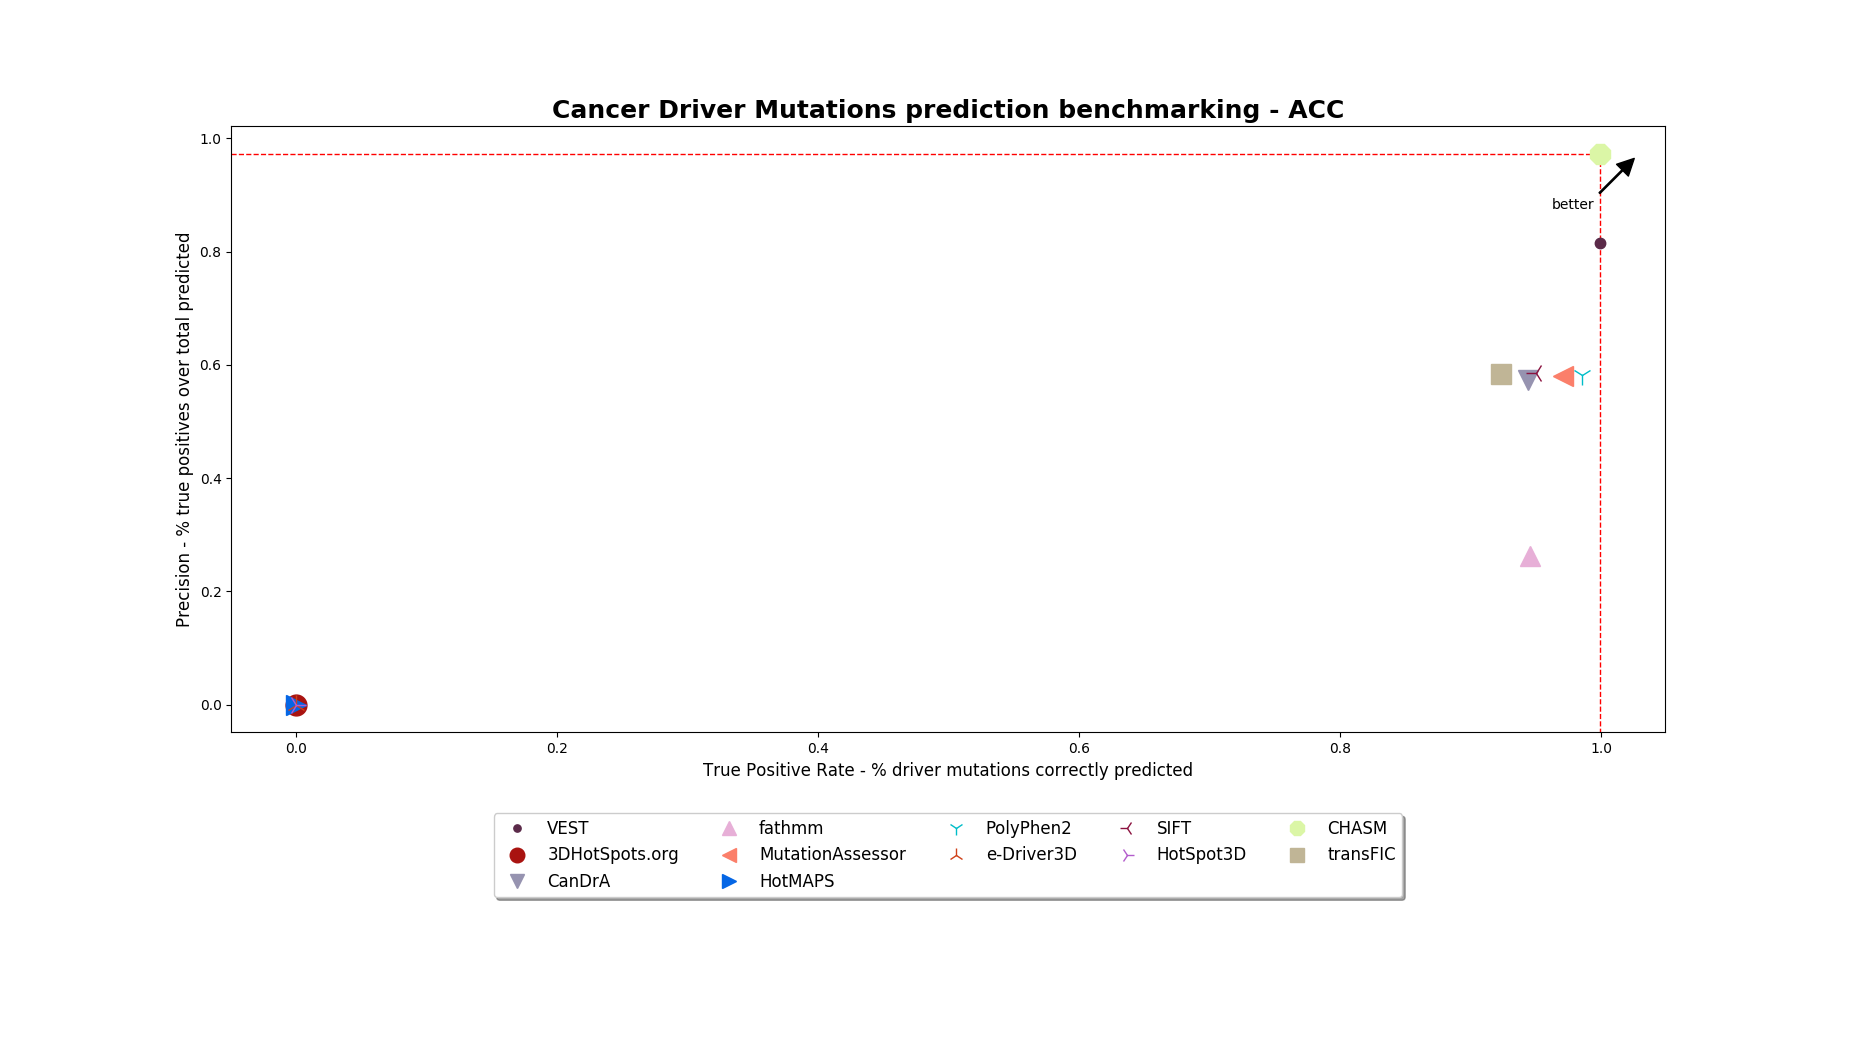 Cancer Driver Mutations prediction benchmarking - ACC
1.0
0.8
0.6
0.4
0.2
0.0
Precision - % true positives over total predicted
better
0.0 0.2 0.4 0.6 0.8 1.0
True Positive Rate - % driver mutations correctly predicted
VEST fathmm PolyPhen2 SIFT CHASM
3DHotSpots.org MutationAssessor e-Driver3D HotSpot3D transFIC
CanDrA HotMAPS